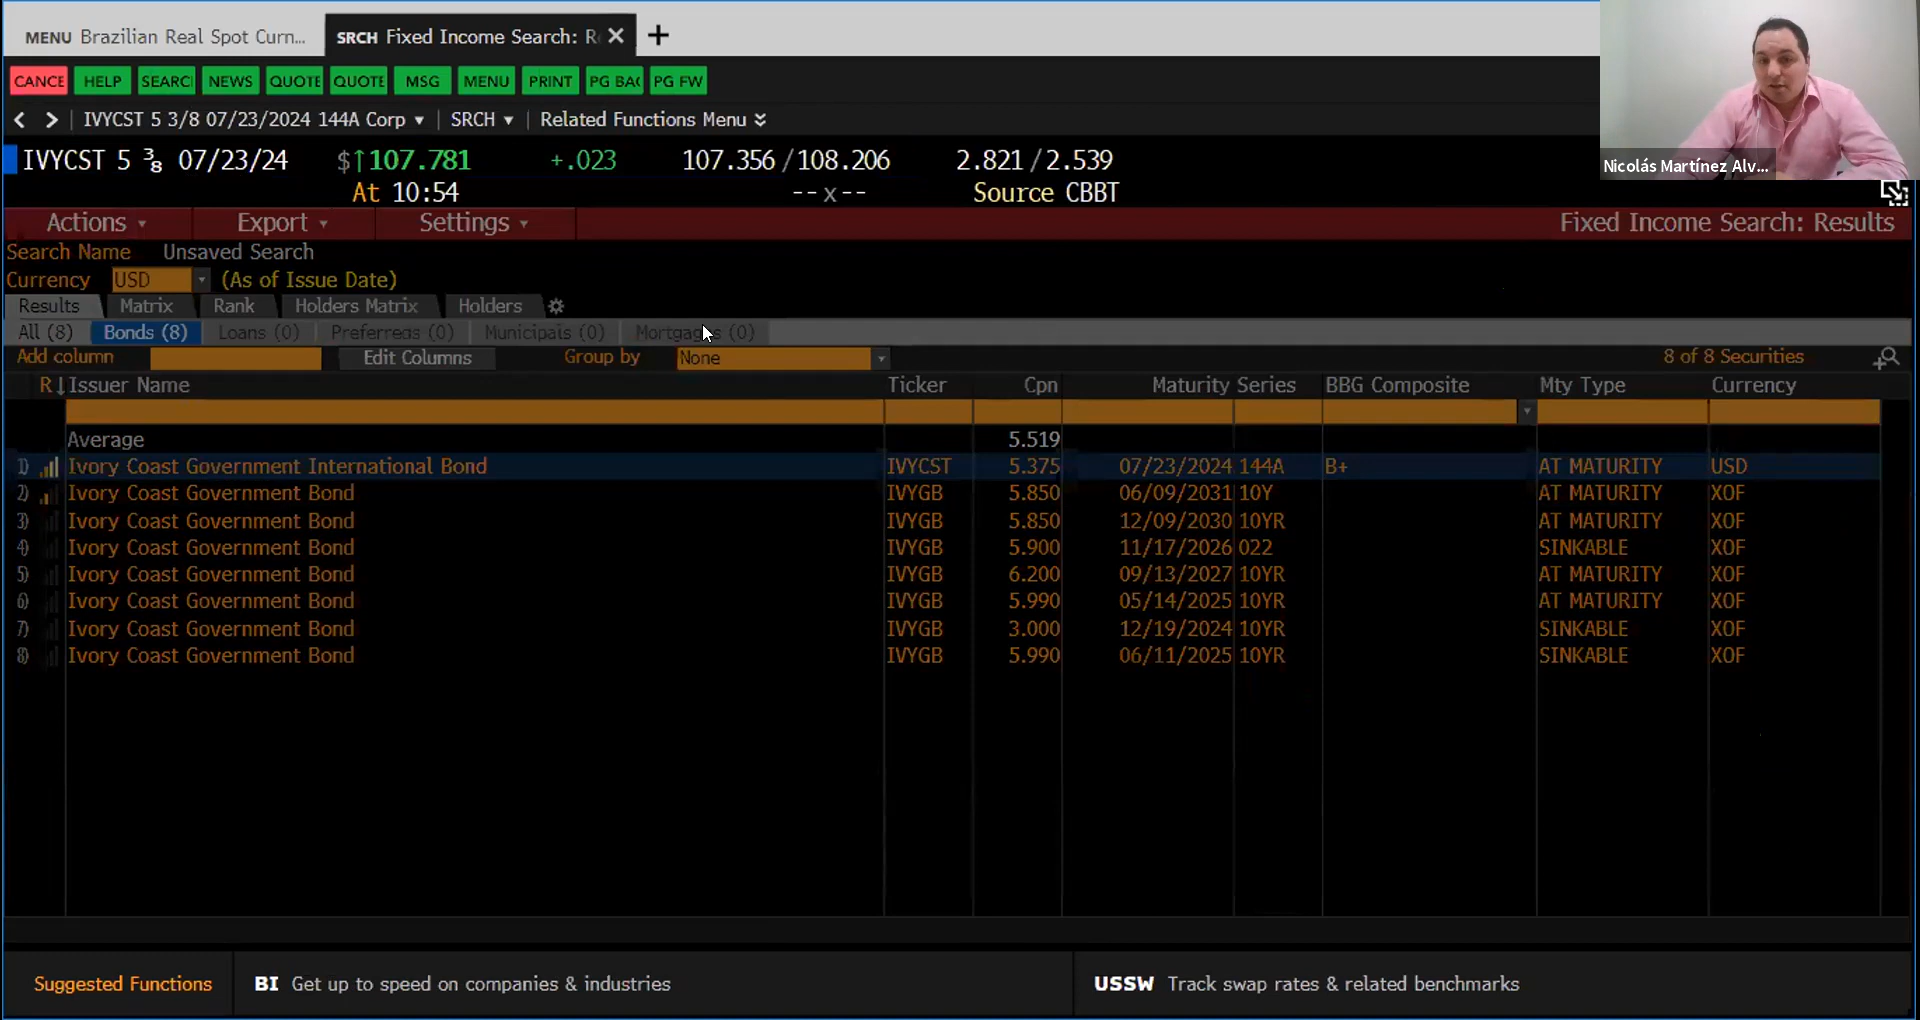 MENU Brazilian Real Spot Curn... SRCH Fixed Income Search: R
CANCE HELP SEARC NEWS QUOTE QUOTE MSG MENU PRINT PG BA PG FW
IVYCST 5 3/8 07/23/2024 144A Corp SRCH Related Functions Menu
Nicolás Martínez Alv...
IVYCST 5 ⅜ 07/23/24 $↑107.781 +.023 107.356 / 108.206 2.821 / 2.539
At 10:54 --x-- Source CBBT
Actions Export Settings Fixed Income Search: Results
Search Name Unsaved Search
Currency USD (As of Issue Date)
Results Matrix Rank Holders Matrix Holders
All (8) Bonds (8) Loans (0) Preferreds (0) Municipals (0) Mortgages (0)
Add column Edit Columns Group by None 8 of 8 Securities
R↓ Issuer Name Ticker Cpn Maturity Series BBG Composite Mty Type Currency
Average 5.519
1) Ivory Coast Government International Bond IVYCST 5.375 07/23/2024 144A B+ AT MATURITY USD
2) Ivory Coast Government Bond IVYGB 5.850 06/09/2031 10Y AT MATURITY XOF
3) Ivory Coast Government Bond IVYGB 5.850 12/09/2030 10YR AT MATURITY XOF
4) Ivory Coast Government Bond IVYGB 5.900 11/17/2026 022 SINKABLE XOF
5) Ivory Coast Government Bond IVYGB 6.200 09/13/2027 10YR AT MATURITY XOF
6) Ivory Coast Government Bond IVYGB 5.990 05/14/2025 10YR AT MATURITY XOF
7) Ivory Coast Government Bond IVYGB 3.000 12/19/2024 10YR SINKABLE XOF
8) Ivory Coast Government Bond IVYGB 5.990 06/11/2025 10YR SINKABLE XOF
Suggested Functions BI Get up to speed on companies & industries USSW Track swap rates & related benchmarks